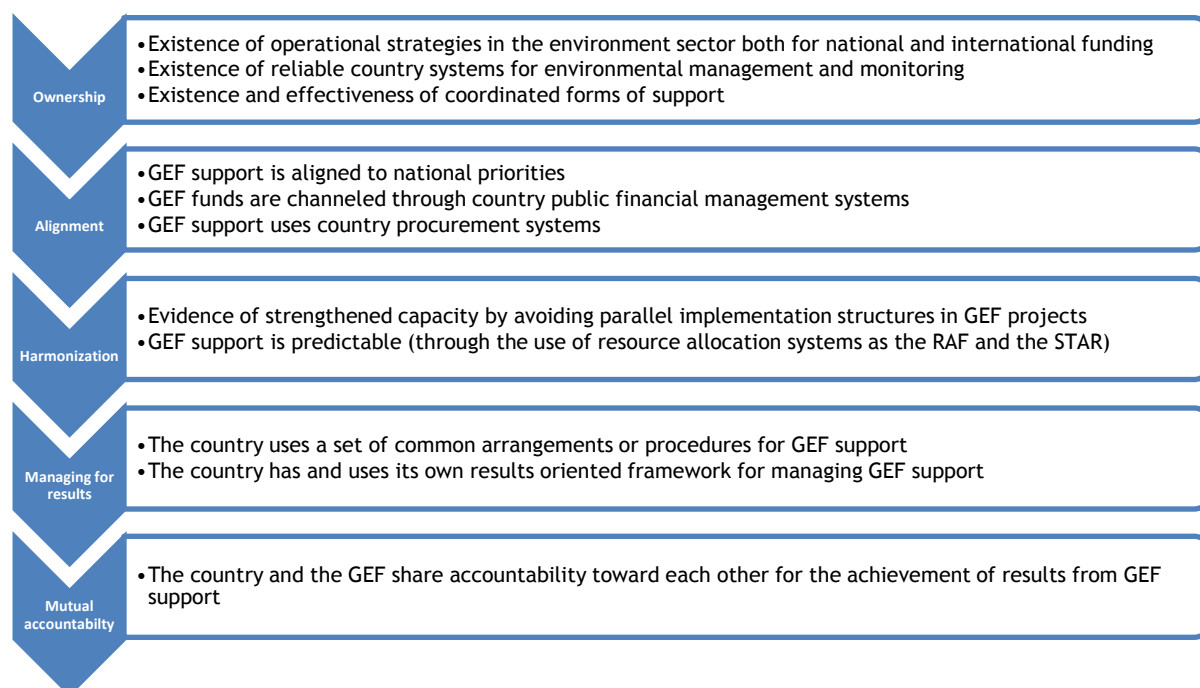 Ownership
•Existence of operational strategies in the environment sector both for national and international funding
•Existence of reliable country systems for environmental management and monitoring
•Existence and effectiveness of coordinated forms of support
Alignment
•GEF support is aligned to national priorities
•GEF funds are channeled through country public financial management systems
•GEF support uses country procurement systems
Harmonization
•Evidence of strengthened capacity by avoiding parallel implementation structures in GEF projects
•GEF support is predictable (through the use of resource allocation systems as the RAF and the STAR)
Managing for
results
•The country uses a set of common arrangements or procedures for GEF support
•The country has and uses its own results oriented framework for managing GEF support
Mutual
accountabilty
•The country and the GEF share accountability toward each other for the achievement of results from GEF
support